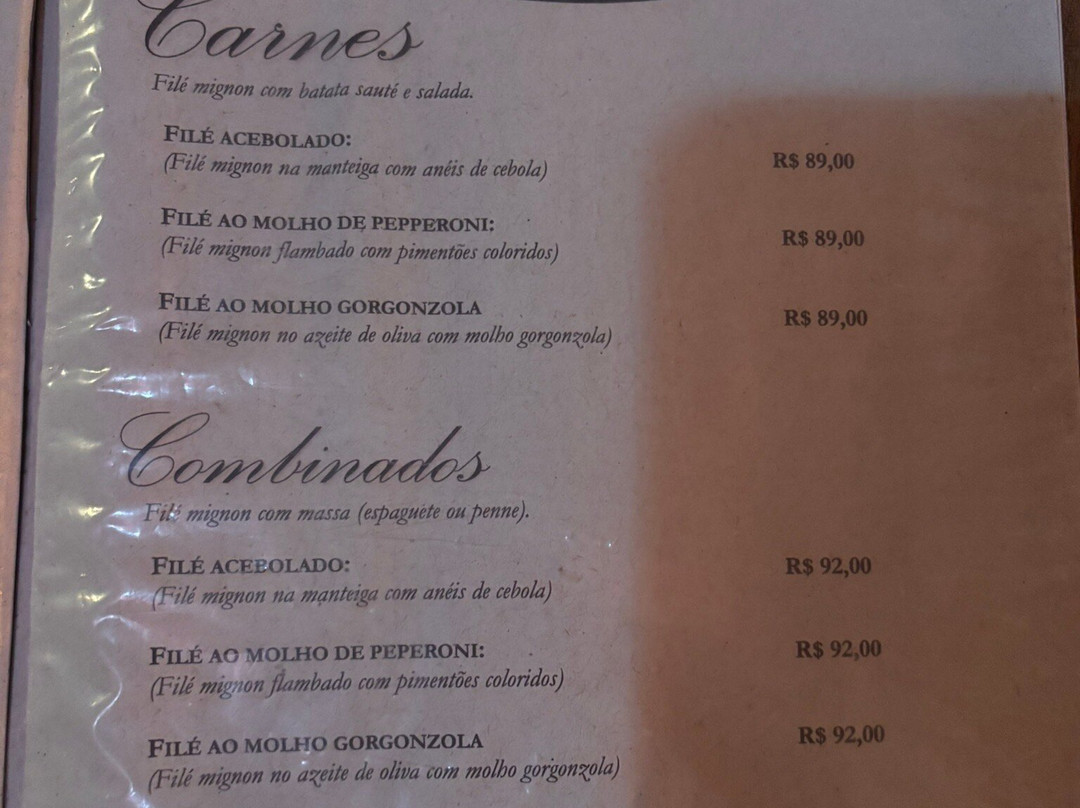 Carnes
Filé mignon com batata sauté e salada.
FILÉ ACEBOLADO:
(Filé mignon na manteiga com anéis de cebola) R$ 89,00
FILÉ AO MOLHO DE PEPPERONI:
(Filé mignon flambado com pimentões coloridos) R$ 89,00
FILÉ AO MOLHO GORGONZOLA
(Filé mignon no azeite de oliva com molho gorgonzola) R$ 89,00
Combinados
Filé mignon com massa (espaguete ou penne).
FILÉ ACEBOLADO: R$ 92,00
(Filé mignon na manteiga com anéis de cebola)
FILÉ AO MOLHO DE PEPERONI: R$ 92,00
(Filé mignon flambado com pimentões coloridos)
FILÉ AO MOLHO GORGONZOLA R$ 92,00
(Filé mignon no azeite de oliva com molho gorgonzola)